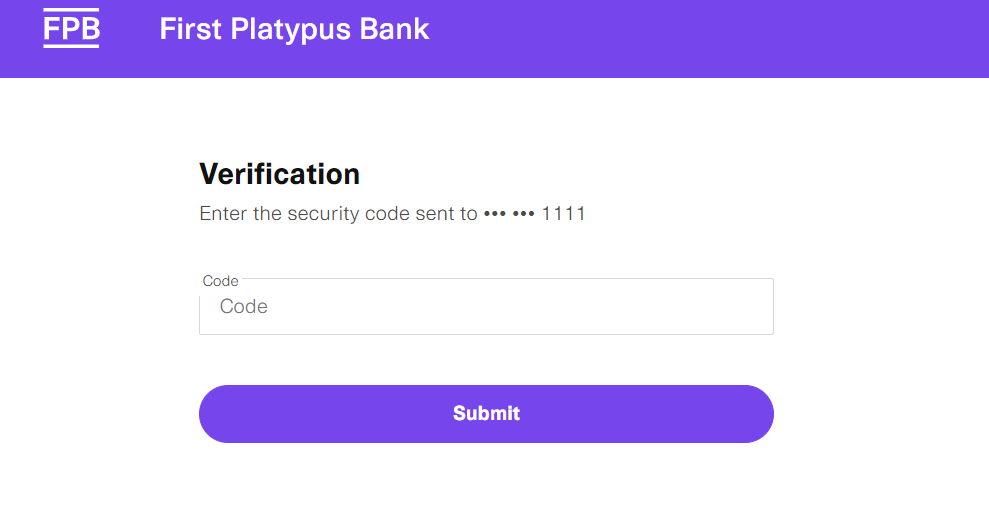 FPB
First Platypus Bank
Verification
Enter the security code sent to ••• ••• 1111
Code
Code
Submit